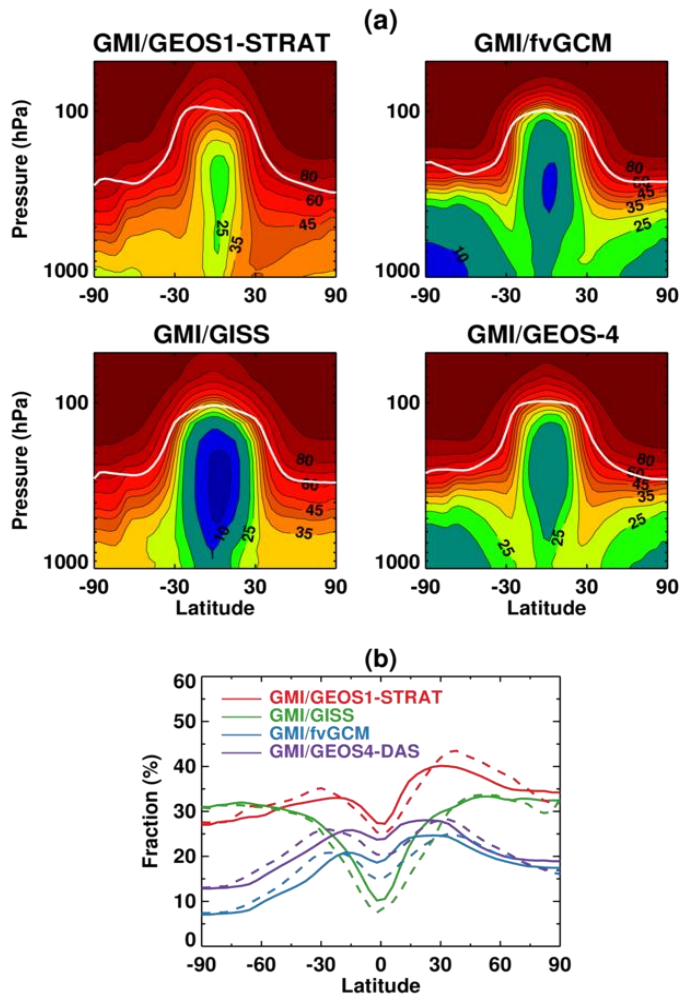 (a)
GMI/GEOS1-STRAT GMI/fvGCM
Pressure (hPa)
100 100
80 80
60 60
45 45
35
25 25
35
10
1000 1000
-90 -30 30 90 -90 -30 30 90
GMI/GISS GMI/GEOS-4
Pressure (hPa)
100 100
80 80
60 60
45 45
35 35
25 25
10 25 25
1000 1000
-90 -30 30 90 -90 -30 30 90
Latitude Latitude
(b)
60
50
40
30
20
10
0
Fraction (%)
GMI/GEOS1-STRAT
GMI/GISS
GMI/fvGCM
GMI/GEOS4-DAS
-90 -60 -30 0 30 60 90
Latitude